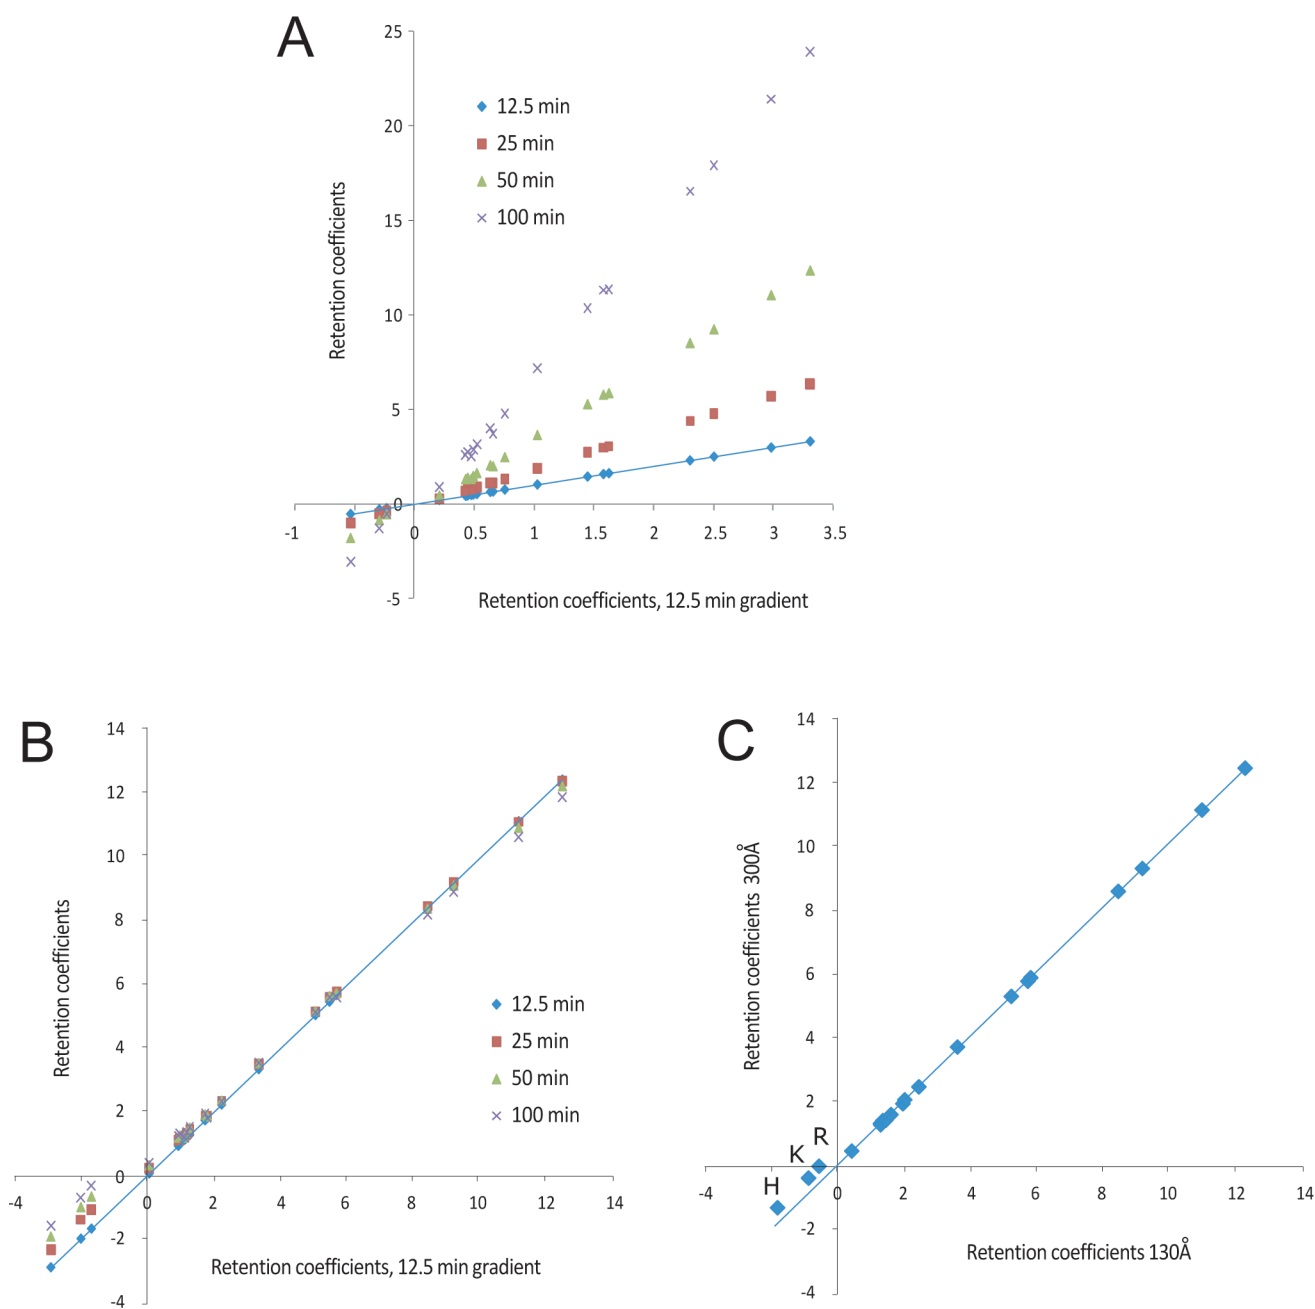 A
25
20
15
10
5
0
-5
-1
0
0.5
1
1.5
2
2.5
3
3.5
12.5 min
25 min
50 min
100 min
Retention coefficients
Retention coefficients, 12.5 min gradient
B
14
12
10
8
6
4
2
0
-2
-4
-4
-2
0
2
4
6
8
10
12
14
12.5 min
25 min
50 min
100 min
Retention coefficients
Retention coefficients, 12.5 min gradient
C
14
12
10
8
6
4
2
-2
-4
-4
0
2
4
6
8
10
12
14
R
K
H
Retention coefficients 300Å
Retention coefficients 130Å